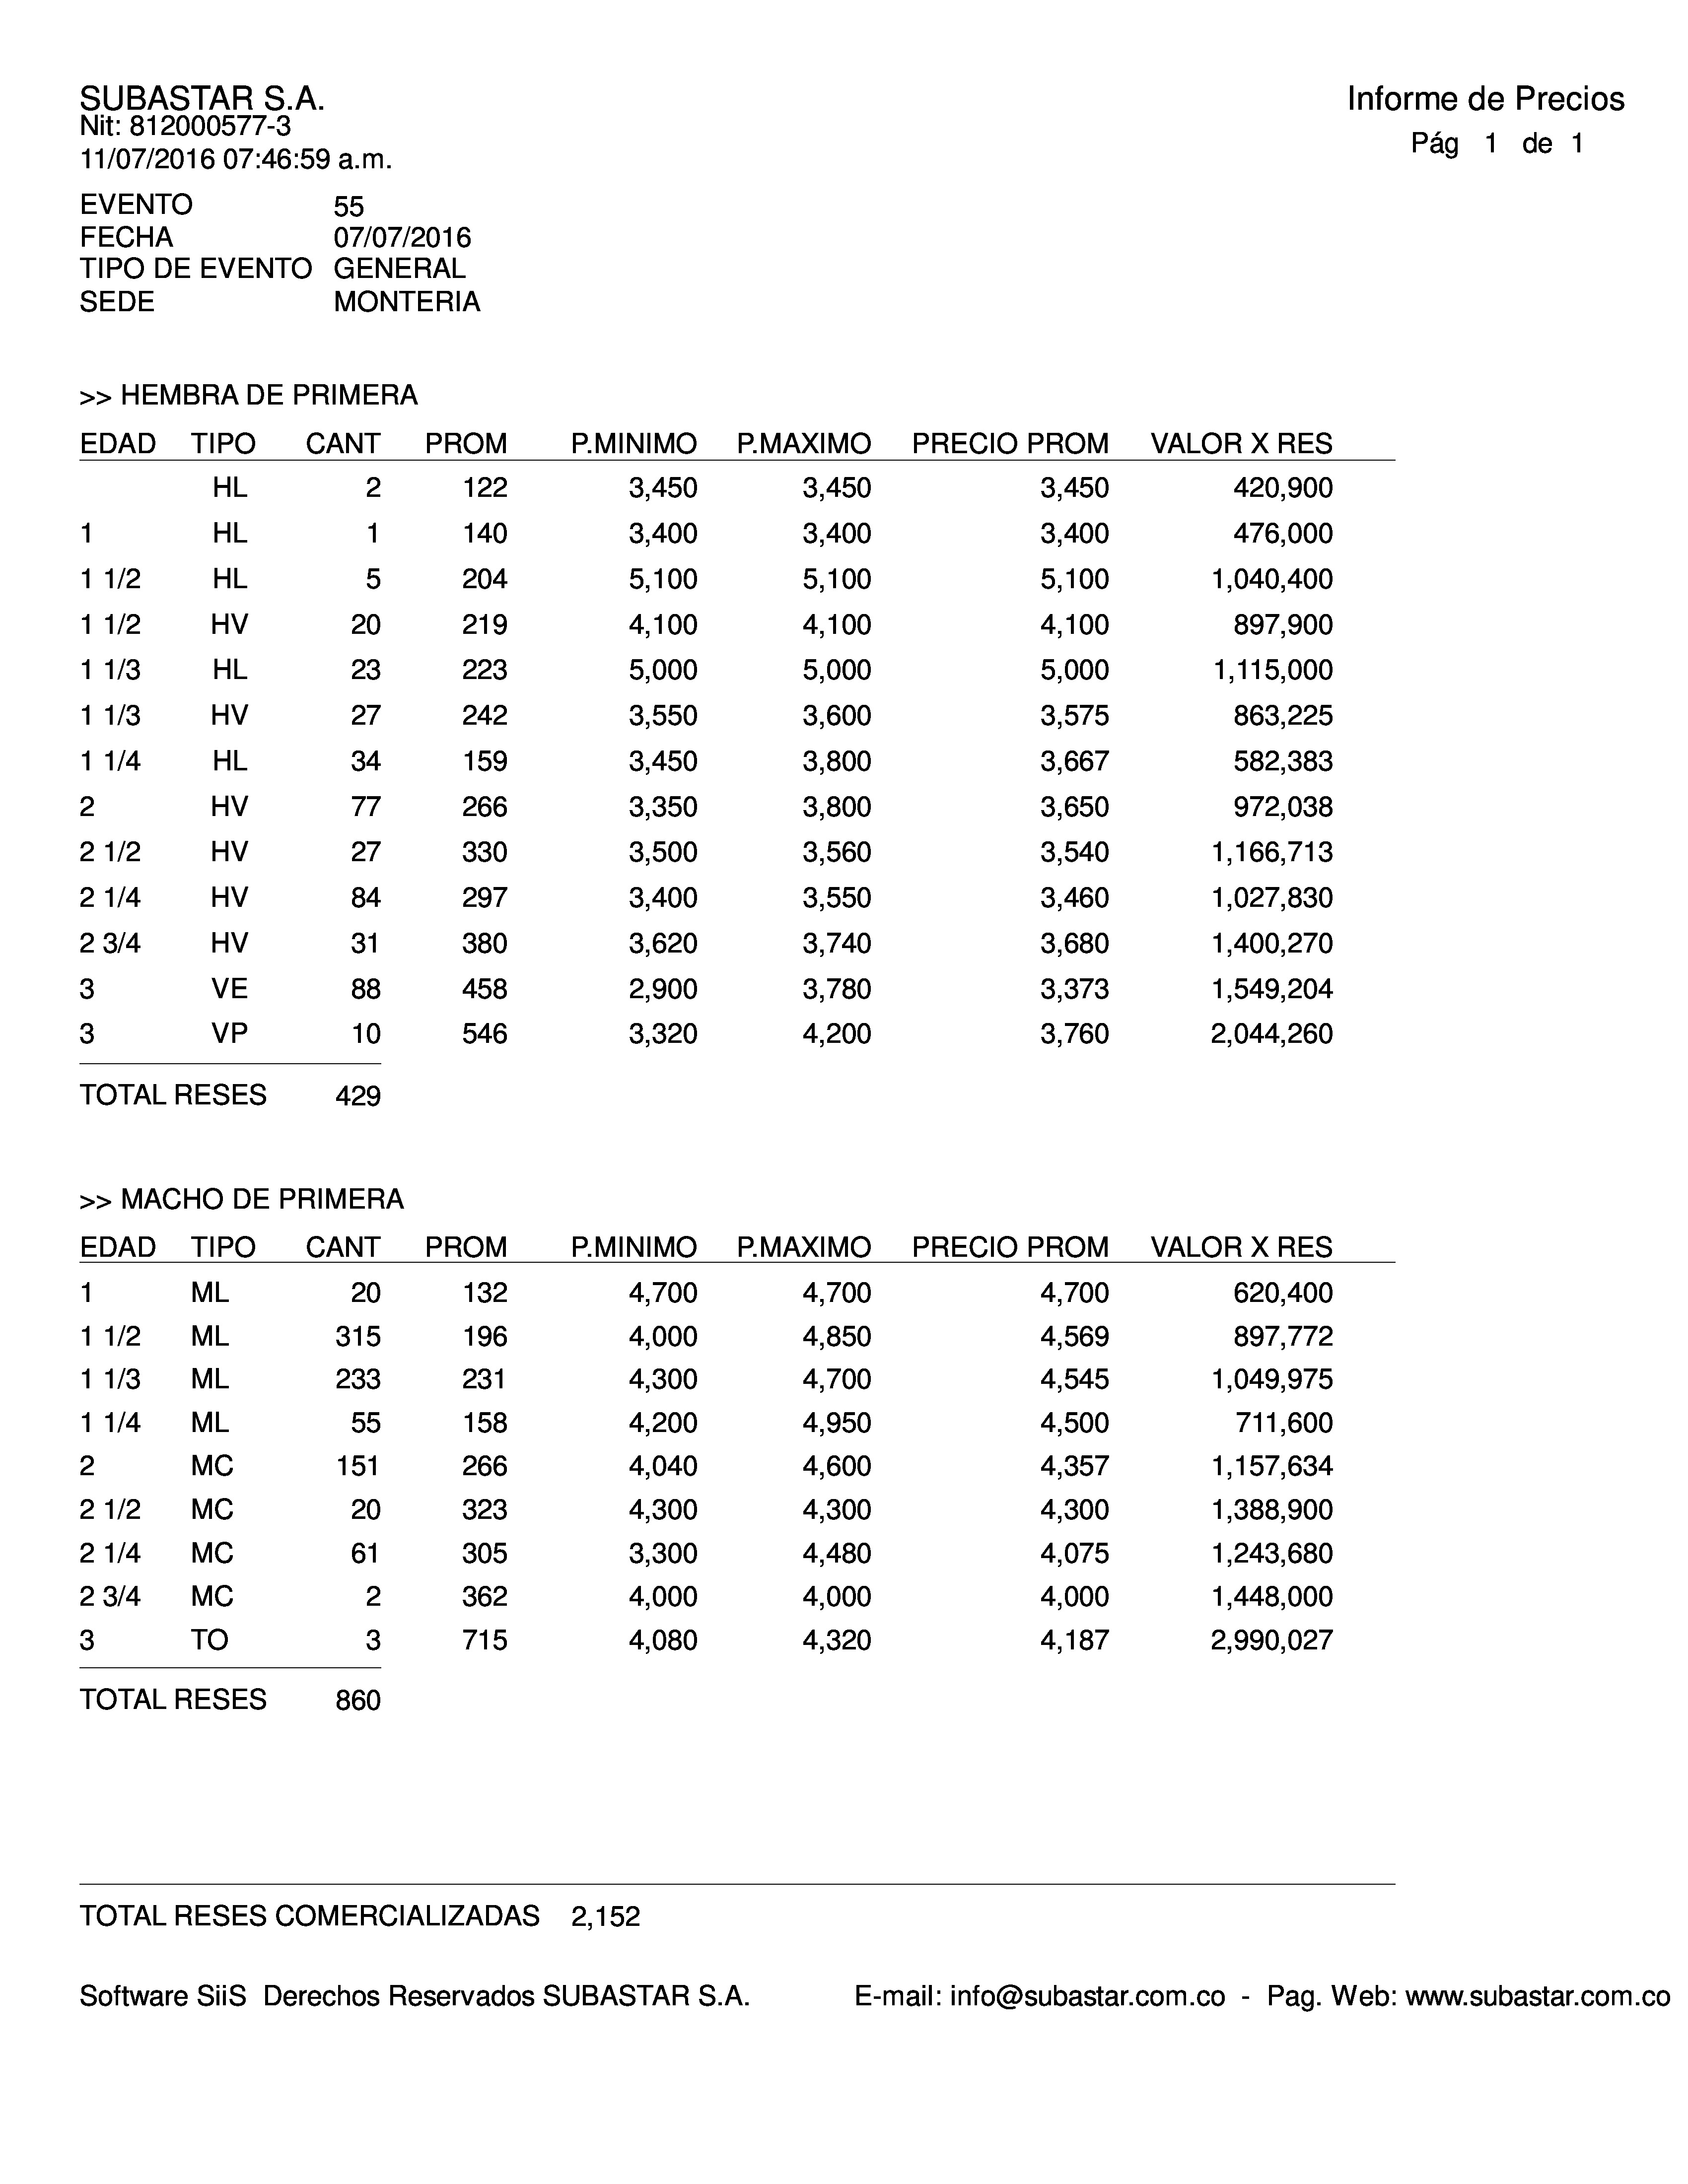 SUBASTAR S.A.
Informe de Precios
Nit: 812000577-3
Pág 1 de 1
11/07/2016 07:46:59 a.m.
EVENTO 55
FECHA 07/07/2016
TIPO DE EVENTO GENERAL
SEDE MONTERIA
>> HEMBRA DE PRIMERA
EDAD TIPO CANT PROM P.MINIMO P.MAXIMO PRECIO PROM VALOR X RES
HL 2 122 3,450 3,450 3,450 420,900
1 HL 1 140 3,400 3,400 3,400 476,000
1 1/2 HL 5 204 5,100 5,100 5,100 1,040,400
1 1/2 HV 20 219 4,100 4,100 4,100 897,900
1 1/3 HL 23 223 5,000 5,000 5,000 1,115,000
1 1/3 HV 27 242 3,550 3,600 3,575 863,225
1 1/4 HL 34 159 3,450 3,800 3,667 582,383
2 HV 77 266 3,350 3,800 3,650 972,038
2 1/2 HV 27 330 3,500 3,560 3,540 1,166,713
2 1/4 HV 84 297 3,400 3,550 3,460 1,027,830
2 3/4 HV 31 380 3,620 3,740 3,680 1,400,270
3 VE 88 458 2,900 3,780 3,373 1,549,204
3 VP 10 546 3,320 4,200 3,760 2,044,260
TOTAL RESES 429
>> MACHO DE PRIMERA
EDAD TIPO CANT PROM P.MINIMO P.MAXIMO PRECIO PROM VALOR X RES
1 ML 20 132 4,700 4,700 4,700 620,400
1 1/2 ML 315 196 4,000 4,850 4,569 897,772
1 1/3 ML 233 231 4,300 4,700 4,545 1,049,975
1 1/4 ML 55 158 4,200 4,950 4,500 711,600
2 MC 151 266 4,040 4,600 4,357 1,157,634
2 1/2 MC 20 323 4,300 4,300 4,300 1,388,900
2 1/4 MC 61 305 3,300 4,480 4,075 1,243,680
2 3/4 MC 2 362 4,000 4,000 4,000 1,448,000
3 TO 3 715 4,080 4,320 4,187 2,990,027
TOTAL RESES 860
TOTAL RESES COMERCIALIZADAS 2,152
Software SiiS Derechos Reservados SUBASTAR S.A. E-mail: info@subastar.com.co - Pag. Web: www.subastar.com.co